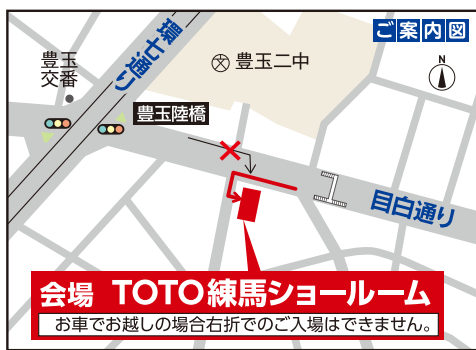 ご案内図
N
環七通り
豊玉
交番
文 豊玉二中
豊玉陸橋
目白通り
会場 TOTO練馬ショールーム
お車でお越しの場合右折でのご入場はできません。